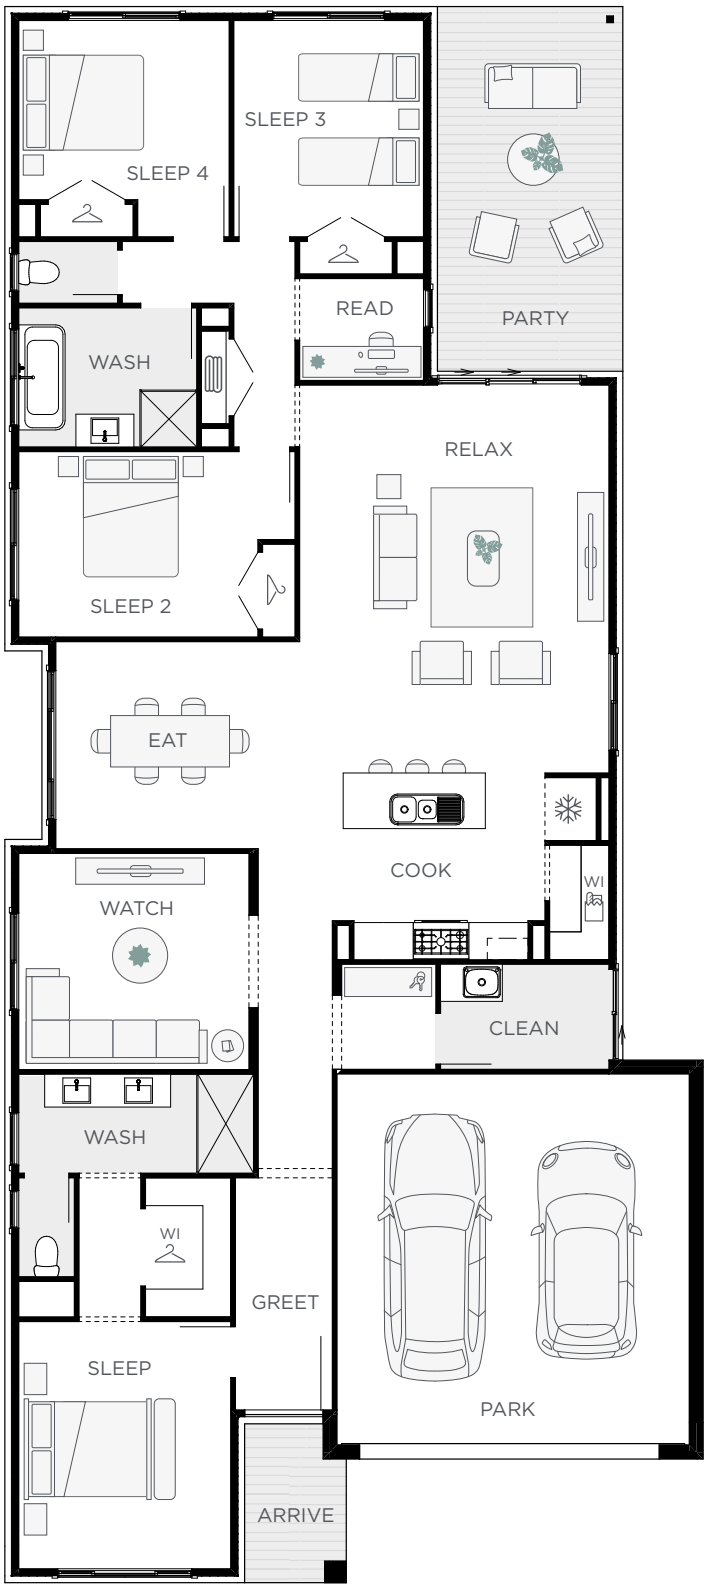 SLEEP 3
SLEEP 4
READ
PARTY
WASH
RELAX
SLEEP 2
EAT
COOK
WI
WATCH
CLEAN
WASH
WI
GREET
SLEEP
PARK
ARRIVE